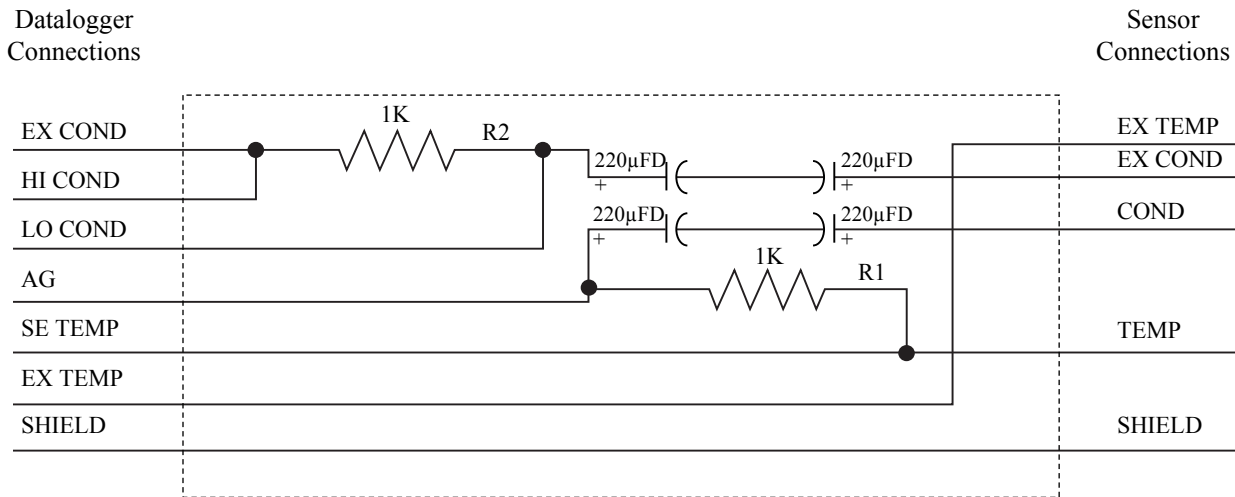 Datalogger
Connections
Sensor
Connections
1K
R2
EX COND
HI COND
LO COND
AG
SE TEMP
EX TEMP
SHIELD
220µFD
+
220µFD
+
220µFD
+
220µFD
+
1K
R1
EX TEMP
EX COND
COND
TEMP
SHIELD